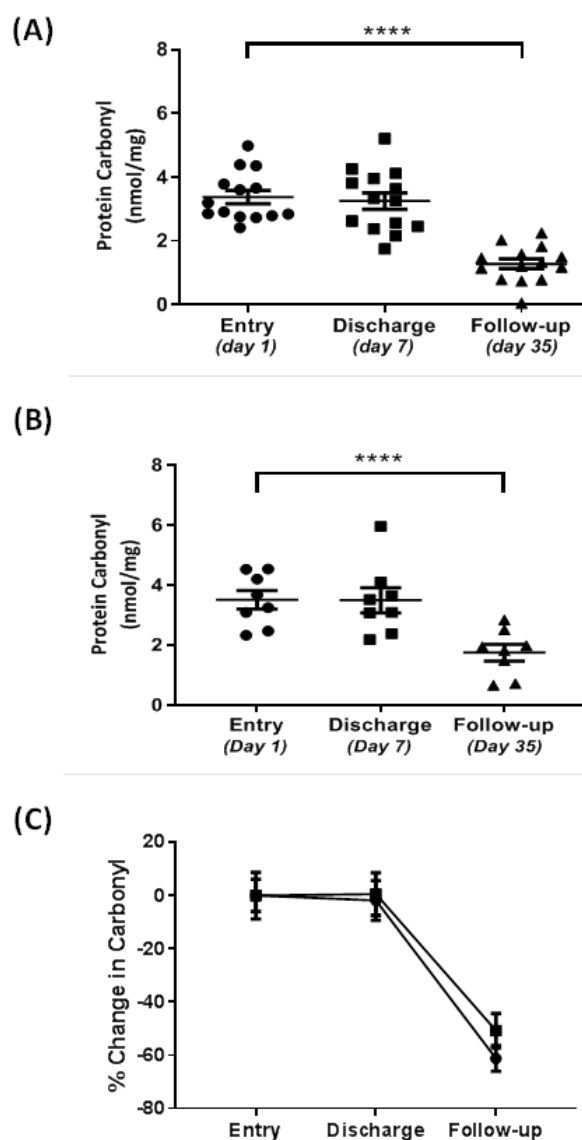 (A)
****
8
6
4
2
0
Protein Carbonyl
(nmol/mg)
Entry Discharge Follow-up
(day 1) (day 7) (day 35)
(B)
****
8
6
4
2
0
Protein Carbonyl
(nmol/mg)
Entry Discharge Follow-up
(Day 1) (Day 7) (Day 35)
(C)
20
0
-20
-40
-60
-80
% Change in Carbonyl
Entry Discharge Follow-up